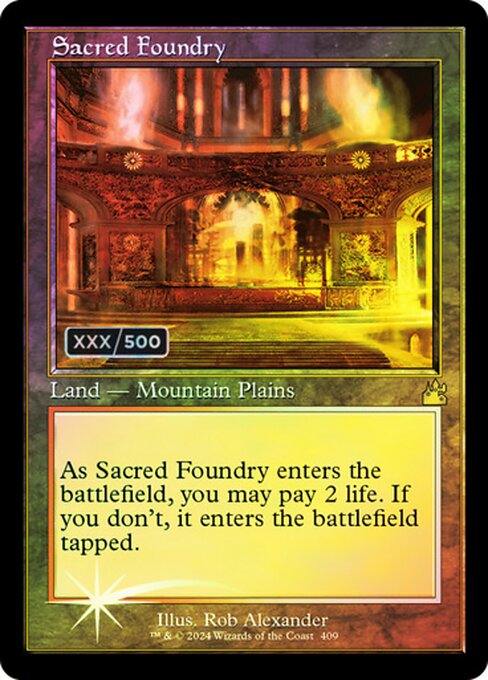 Sacred Foundry
XXX/500
Land — Mountain Plains
As Sacred Foundry enters the
battlefield, you may pay 2 life. If
you don't, it enters the battlefield
tapped.
Illus. Rob Alexander
™ & © 2024 Wizards of the Coast 409